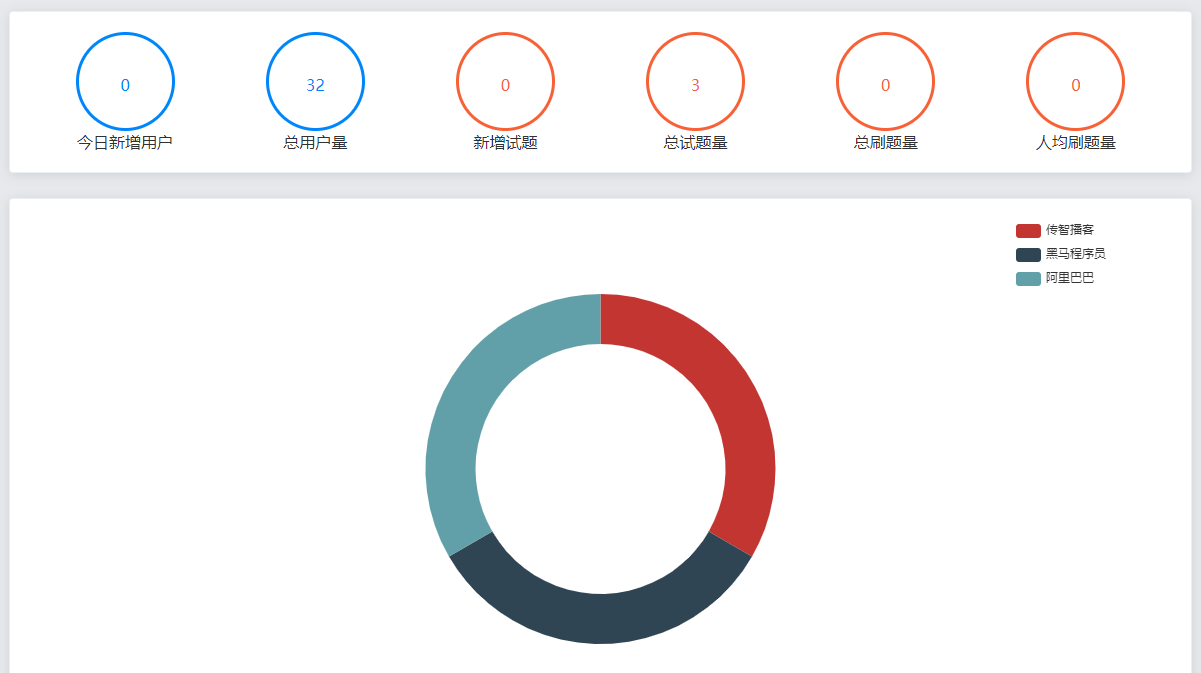 0
32
0
3
0
0
今日新增用户
总用户量
新增试题
总试题量
总刷题量
人均刷题量
传智播客
黑马程序员
阿里巴巴